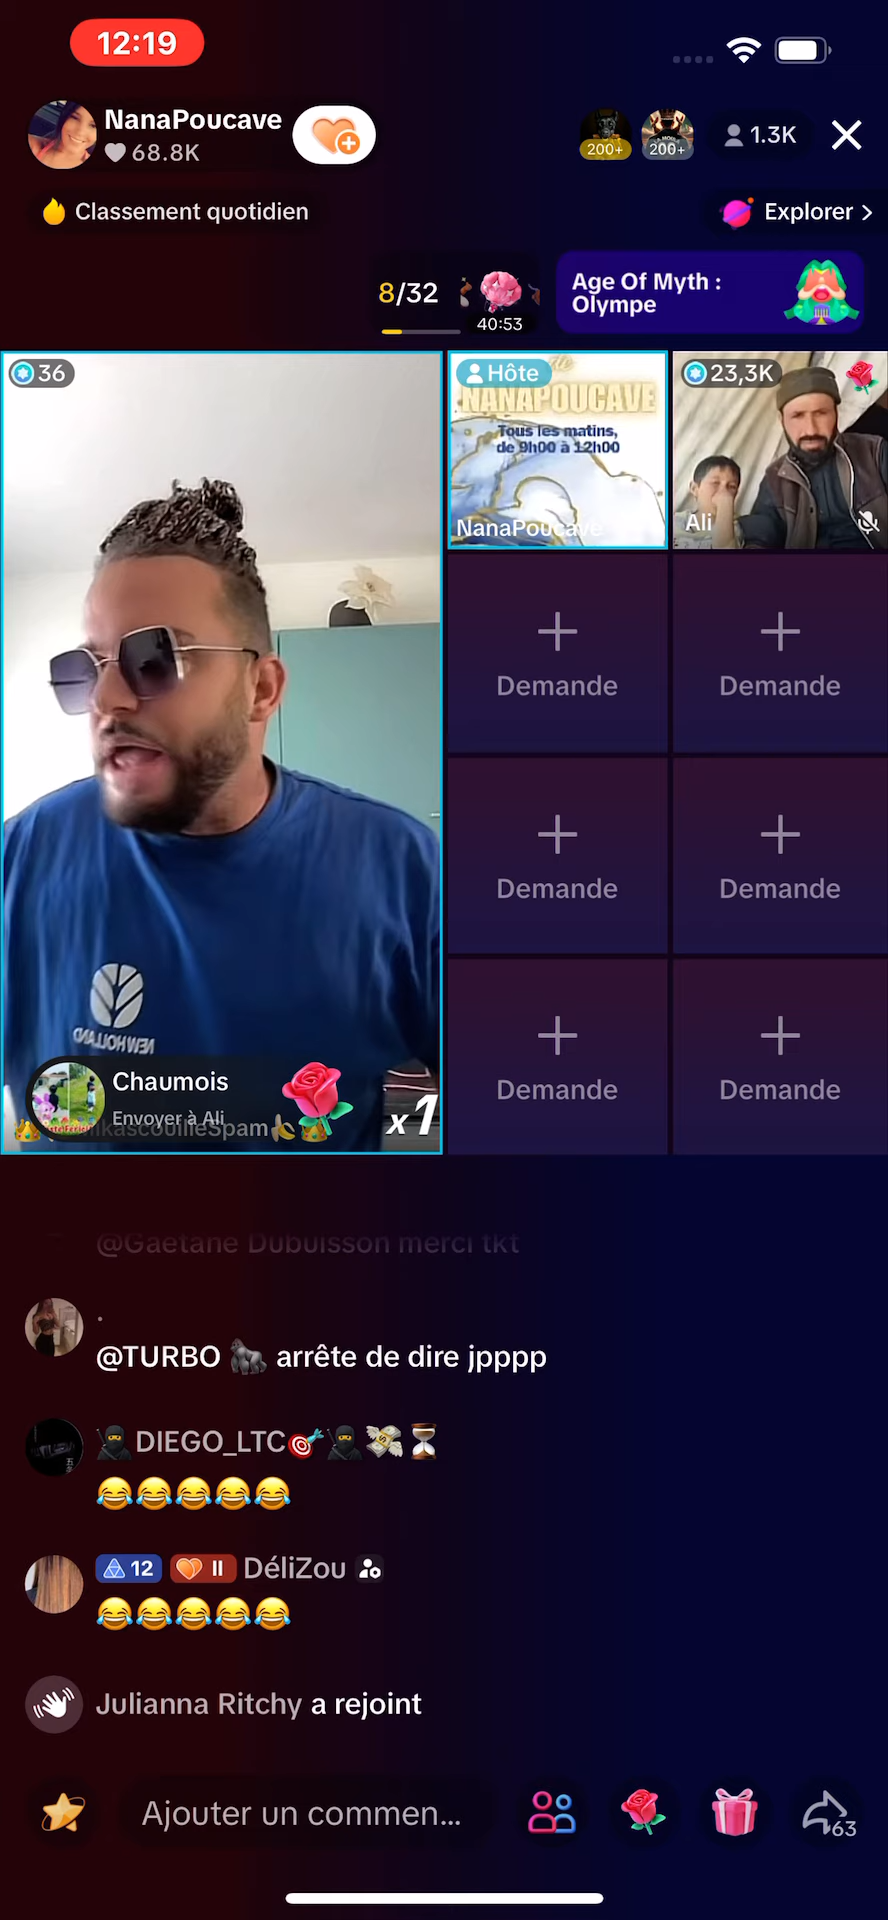 12:19
NanaPoucave
68.8K
200+
200+
1.3K
Classement quotidien
Explorer >
8/32
40:53
Age Of Myth :
Olympe
36
Hôte
NANAPOUCAVE
Tous les matins,
de 9h00 à 12h00
NanaPoucave
23,3K
Ali
Demande
Demande
Demande
Demande
Demande
Demande
NEW HOLLAND
Chaumois
Envoyer à Ali
x1
@Gaetane Dubuisson merci tkt
.
@TURBO 🦍 arrête de dire jpppp
🥷DIEGO_LTC🎯🥷💸⏳
😂😂😂😂😂
12 II DéliZou
😂😂😂😂😂
Julianna Ritchy a rejoint
Ajouter un commen...
63